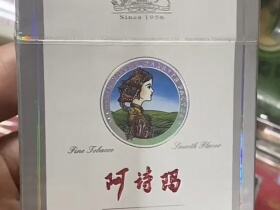 Since 1956
Fine Tobacco
Smooth Flavor
阿诗玛